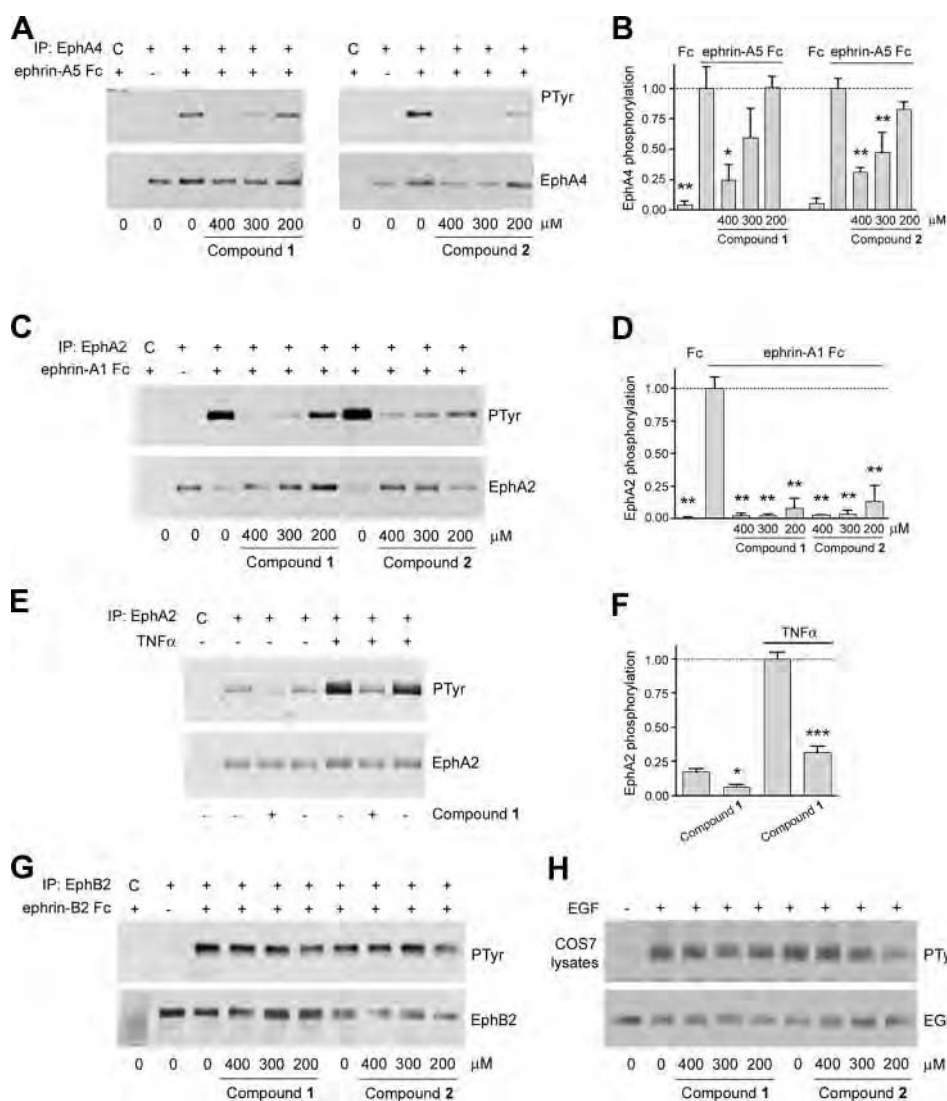 A
IP: EphA4 C + + + + + C + + + + +
ephrin-A5 Fc + - + + + + + - + + + +
PTyr
EphA4
0 0 0 400 300 200 0 0 0 400 300 200 μM
Compound 1 Compound 2
B
Fc ephrin-A5 Fc Fc ephrin-A5 Fc
EphA4 phosphorylation
1.00
0.75
0.50
0.25
0.00
** * ** **
400 300 200 400 300 200 μM
Compound 1 Compound 2
C
IP: EphA2 C + + + + + + + + +
ephrin-A1 Fc + - + + + + + + + +
PTyr
EphA2
0 0 0 400 300 200 0 400 300 200 μM
Compound 1 Compound 2
D
Fc ephrin-A1 Fc
EphA2 phosphorylation
1.00
0.75
0.50
0.25
0.00
** ** ** ** ** ** **
400 300 200 400 300 200 μM
Compound 1 Compound 2
E
IP: EphA2 C + + + + + +
TNFα - - - - + + +
PTyr
EphA2
- - + - - + - Compound 1
F
TNFα
EphA2 phosphorylation
1.00
0.75
0.50
0.25
0.00
* ***
Compound 1 Compound 1
G
IP: EphB2 C + + + + + + + + +
ephrin-B2 Fc + - + + + + + + + +
PTyr
EphB2
0 0 0 400 300 200 0 400 300 200 μM
Compound 1 Compound 2
H
EGF - + + + + + + + +
COS7
lysates
PTy
EG
0 0 400 300 200 0 400 300 200 μM
Compound 1 Compound 2